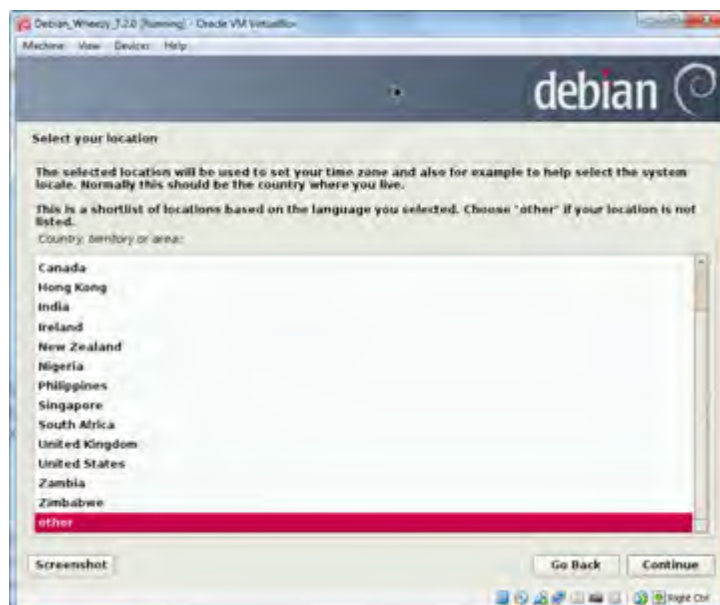 Debian_Wheezy_7.2.0 [Running] - Oracle VM VirtualBox
Machine View Devices Help
debian
Select your location
The selected location will be used to set your time zone and also for example to help select the system
locale. Normally this should be the country where you live.
This is a shortlist of locations based on the language you selected. Choose "other" if your location is not
listed.
Country, territory or area:
Canada
Hong Kong
India
Ireland
New Zealand
Nigeria
Philippines
Singapore
South Africa
United Kingdom
United States
Zambia
Zimbabwe
other
Screenshot
Go Back Continue
Right Ctrl